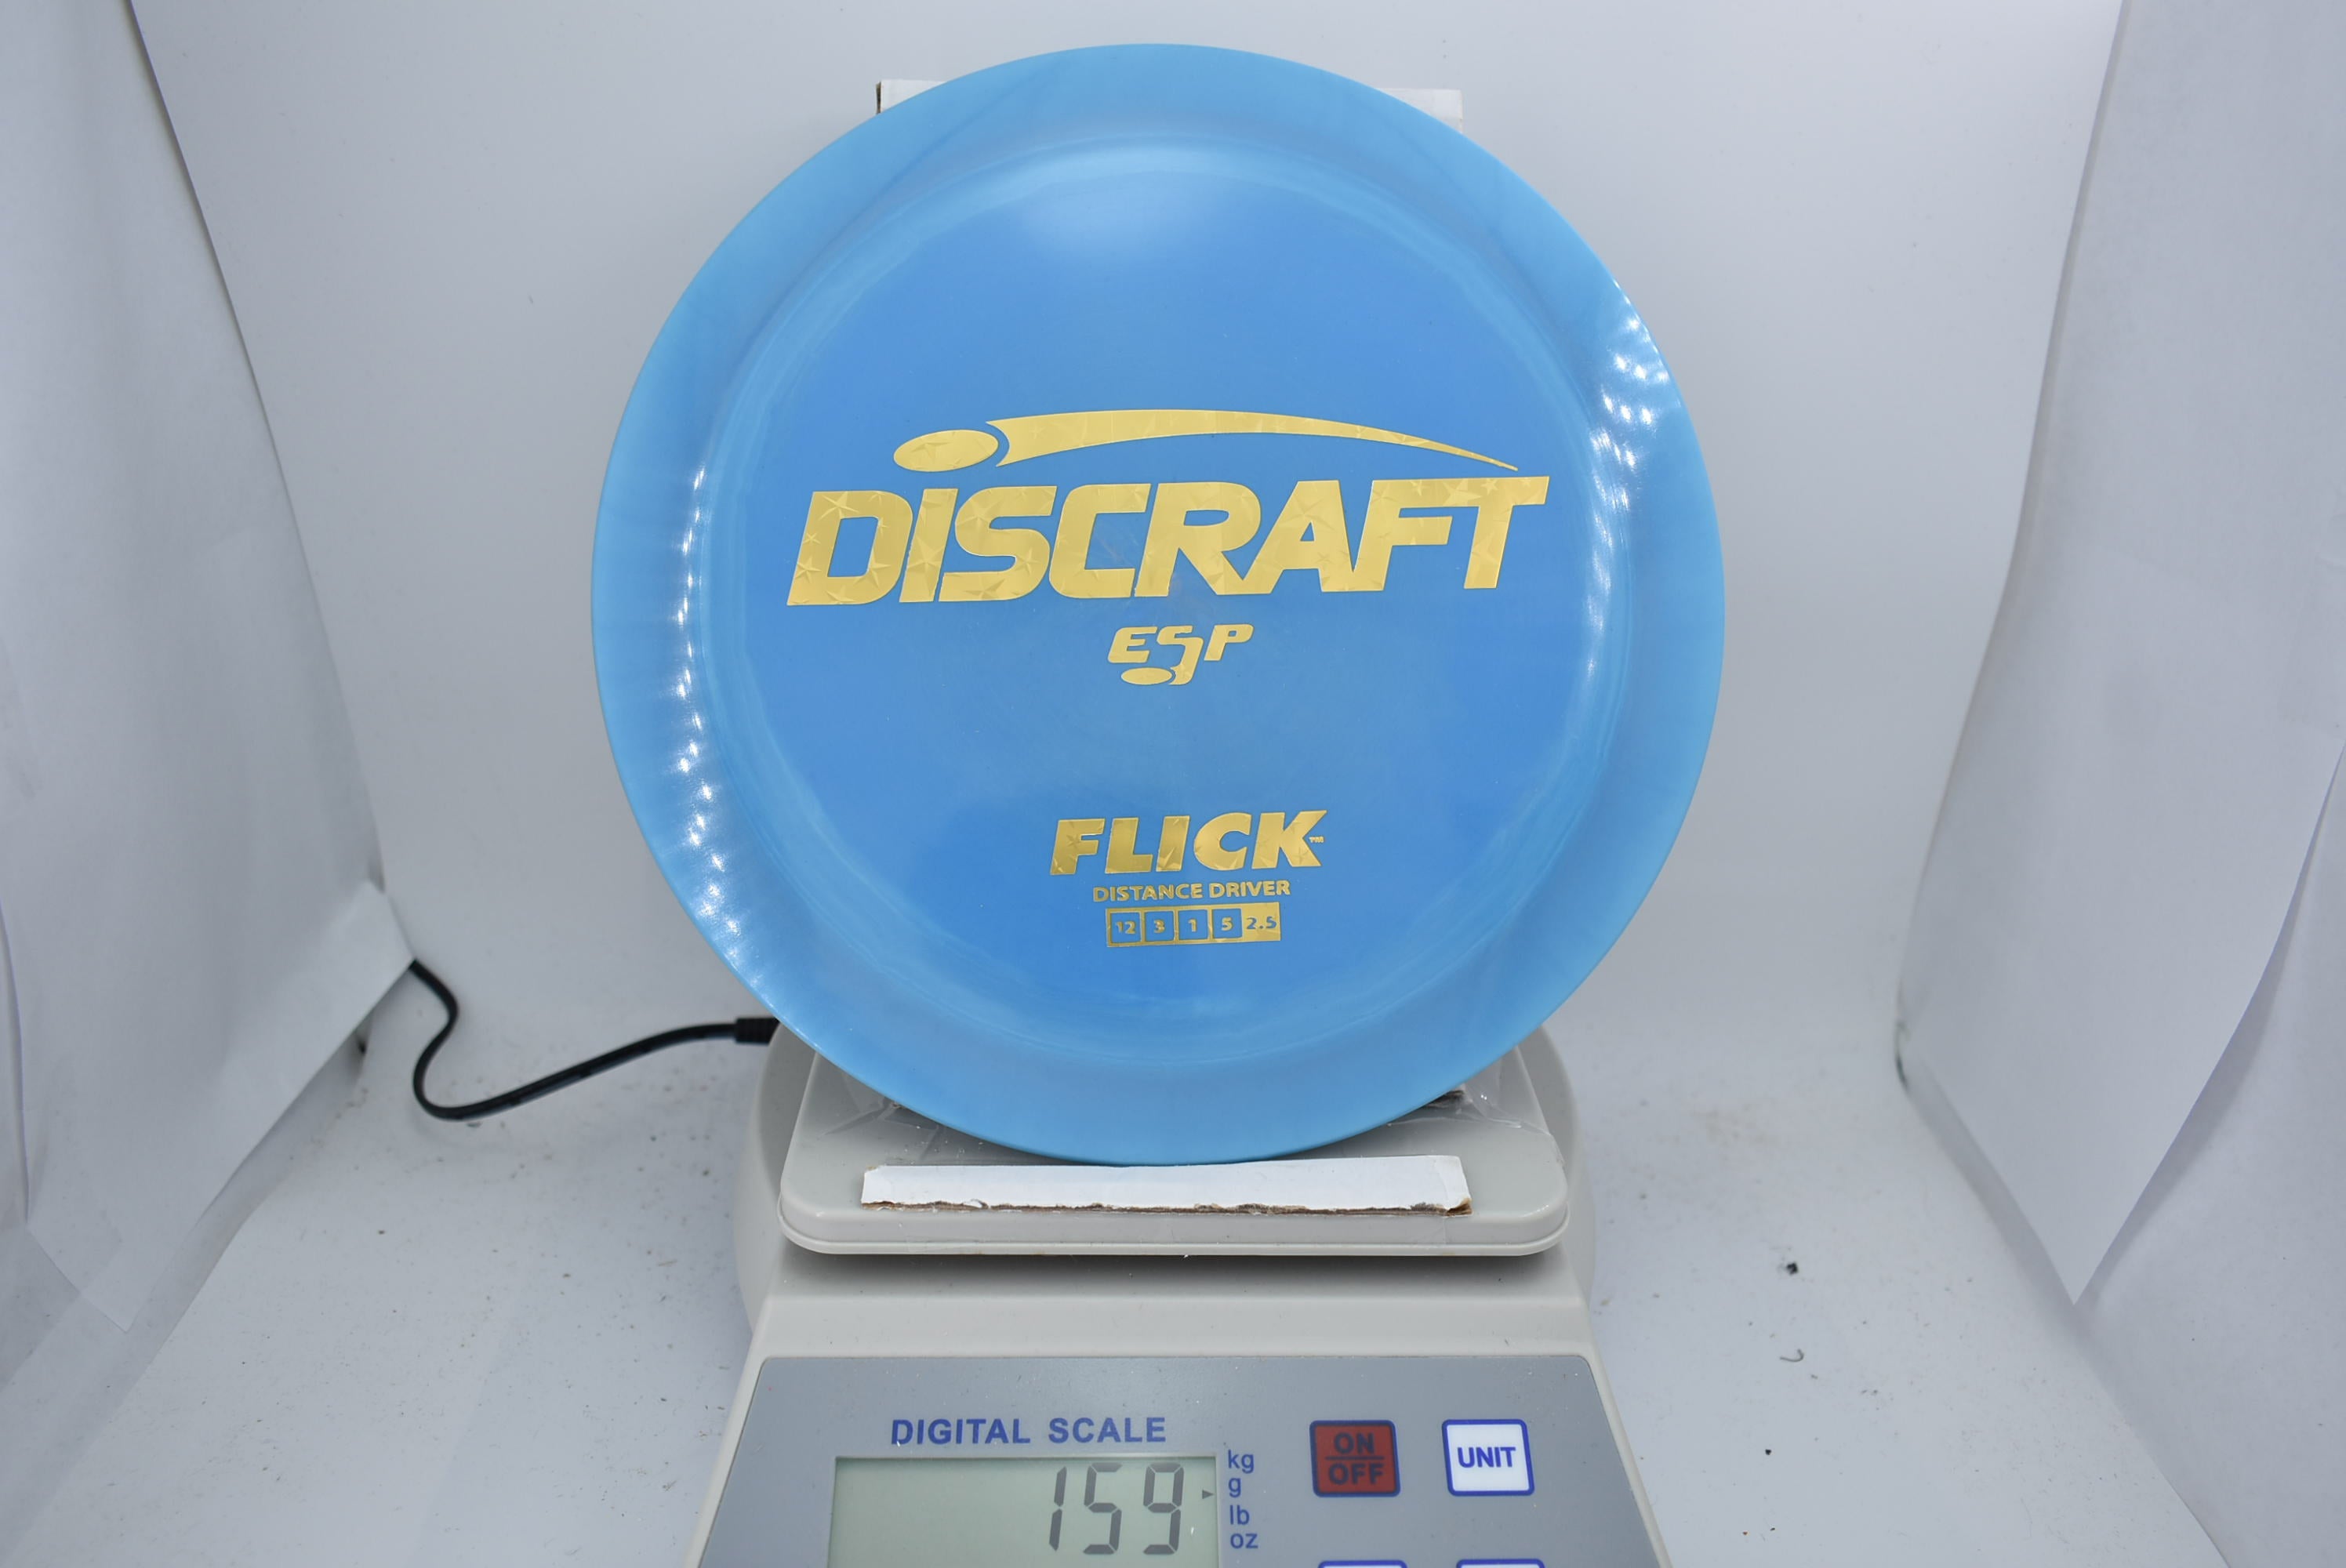 DISCRAFT
ESP
FLICK™
DISTANCE DRIVER
12 3 1 5 2.5
DIGITAL SCALE
159
kg
g
lb
oz
ON
OFF
UNIT